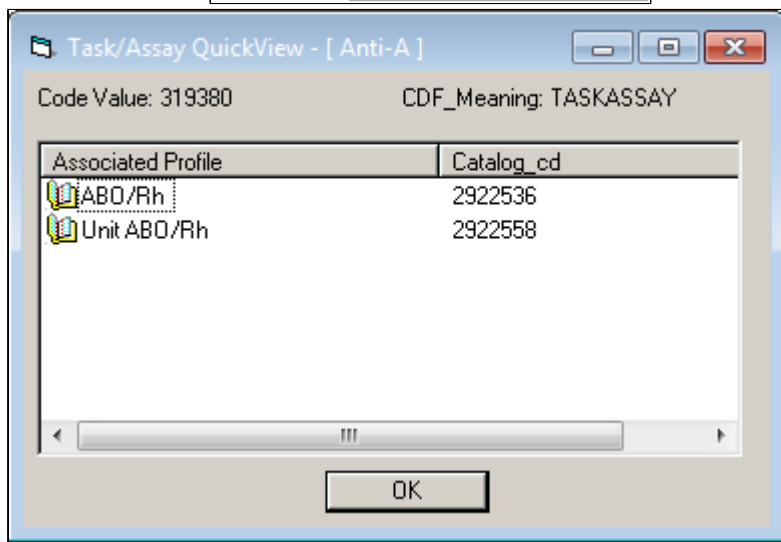 Task/Assay QuickView - [ Anti-A ]
Code Value: 319380 CDF_Meaning: TASKASSAY
Associated Profile Catalog_cd
ABO/Rh 2922536
Unit ABO/Rh 2922558
OK